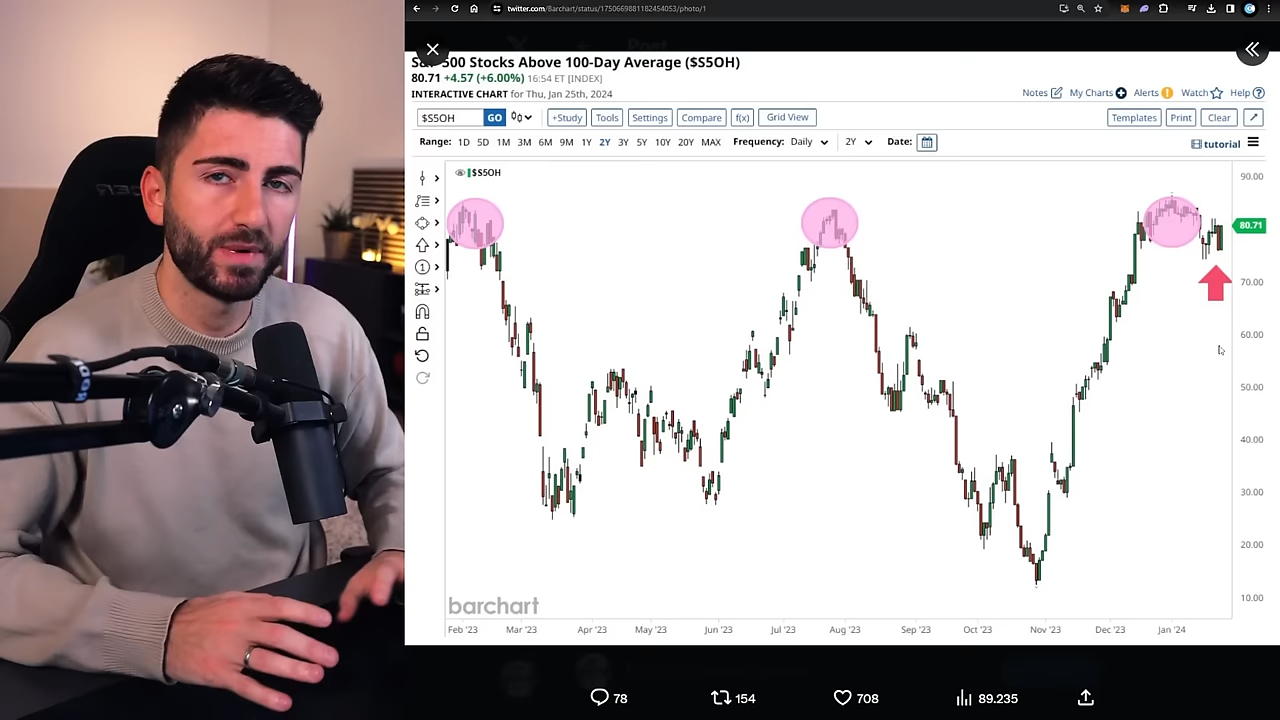 twitter.com/Barchart/status/1750669881182454053/photo/1
S&P 500 Stocks Above 100-Day Average ($S5OH)
80.71 +4.57 (+6.00%) 16:54 ET [INDEX]
INTERACTIVE CHART for Thu, Jan 25th, 2024
Notes My Charts Alerts Watch Help
$S5OH GO +Study Tools Settings Compare f(x) Grid View Templates Print Clear
Range: 1D 5D 1M 3M 6M 9M 1Y 2Y 3Y 5Y 10Y 20Y MAX Frequency: Daily 2Y Date:
tutorial
$S5OH
90.00
80.71
70.00
60.00
50.00
40.00
30.00
20.00
10.00
barchart
Feb '23 Mar '23 Apr '23 May '23 Jun '23 Jul '23 Aug '23 Sep '23 Oct '23 Nov '23 Dec '23 Jan '24
78 154 708 89.235